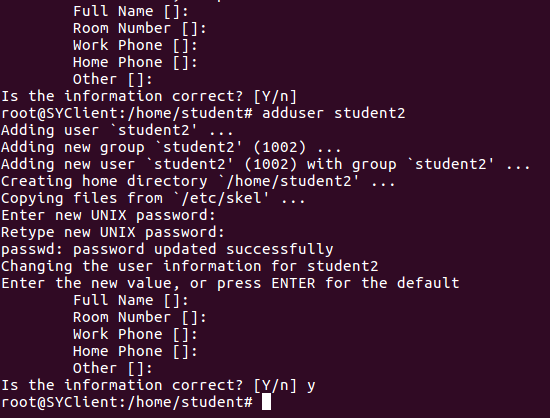 Full Name []:
Room Number []:
Work Phone []:
Home Phone []:
Other []:
Is the information correct? [Y/n]
root@SYClient:/home/student# adduser student2
Adding user `student2' ...
Adding new group `student2' (1002) ...
Adding new user `student2' (1002) with group `student2' ...
Creating home directory `/home/student2' ...
Copying files from `/etc/skel' ...
Enter new UNIX password:
Retype new UNIX password:
passwd: password updated successfully
Changing the user information for student2
Enter the new value, or press ENTER for the default
Full Name []:
Room Number []:
Work Phone []:
Home Phone []:
Other []:
Is the information correct? [Y/n] y
root@SYClient:/home/student#